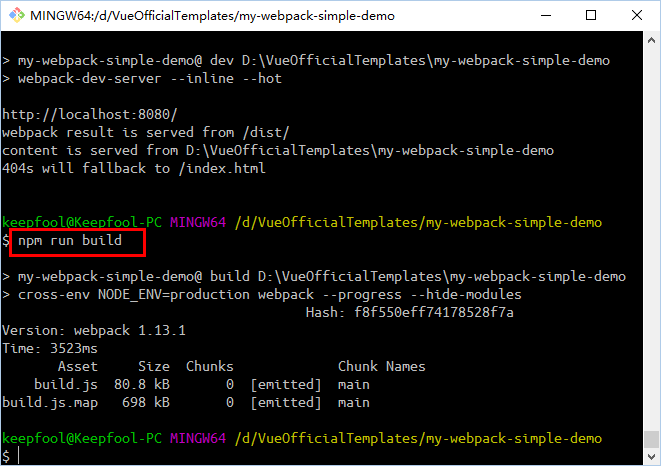 MINGW64:/d/VueOfficialTemplates/my-webpack-simple-demo
> my-webpack-simple-demo@ dev D:\VueOfficialTemplates\my-webpack-simple-demo
> webpack-dev-server --inline --hot
http://localhost:8080/
webpack result is served from /dist/
content is served from D:\VueOfficialTemplates\my-webpack-simple-demo
404s will fallback to /index.html
keepfool@Keepfool-PC MINGW64 /d/VueOfficialTemplates/my-webpack-simple-demo
$ npm run build
> my-webpack-simple-demo@ build D:\VueOfficialTemplates\my-webpack-simple-demo
> cross-env NODE_ENV=production webpack --progress --hide-modules
Hash: f8f550eff74178528f7a
Version: webpack 1.13.1
Time: 3523ms
Asset Size Chunks Chunk Names
build.js 80.8 kB 0 [emitted] main
build.js.map 698 kB 0 [emitted] main
keepfool@Keepfool-PC MINGW64 /d/VueOfficialTemplates/my-webpack-simple-demo
$